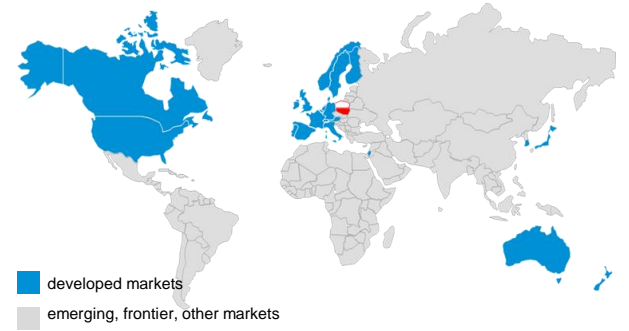 developed markets
emerging, frontier, other markets